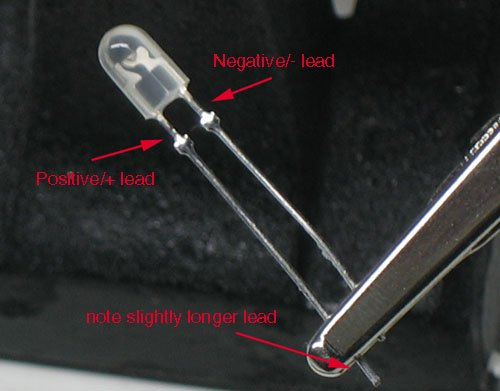 Negative/- lead
Positive/+ lead
note slightly longer lead